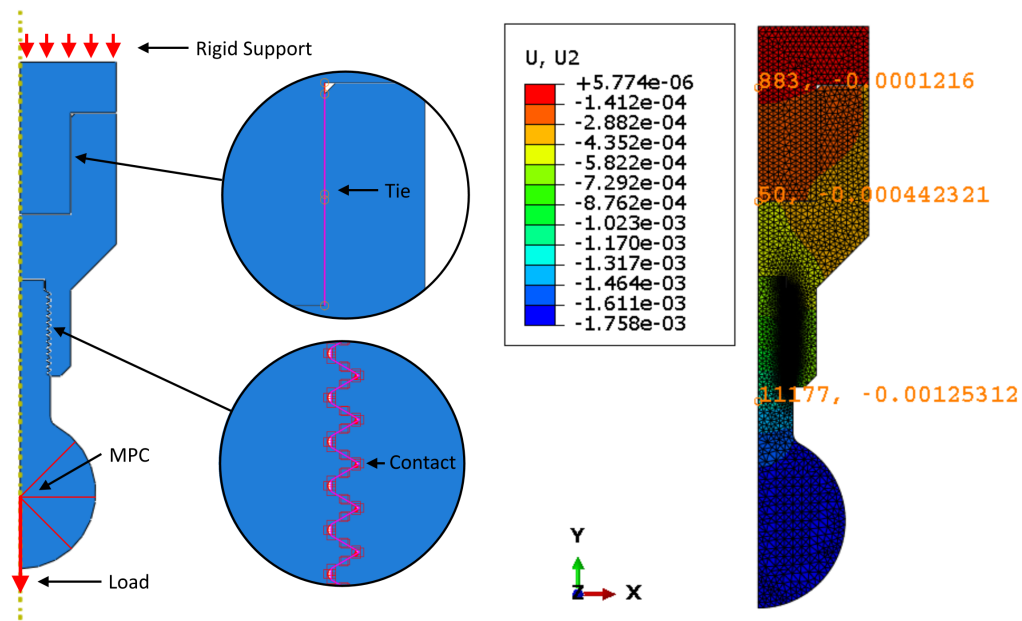 Rigid Support
Tie
Contact
MPC
Load
U, U2
+5.774e-06
-1.412e-04
-2.882e-04
-4.352e-04
-5.822e-04
-7.292e-04
-8.762e-04
-1.023e-03
-1.170e-03
-1.317e-03
-1.464e-03
-1.611e-03
-1.758e-03
883, -0.0001216
50, -0.000442321
11177, -0.00125312
Y
Z X